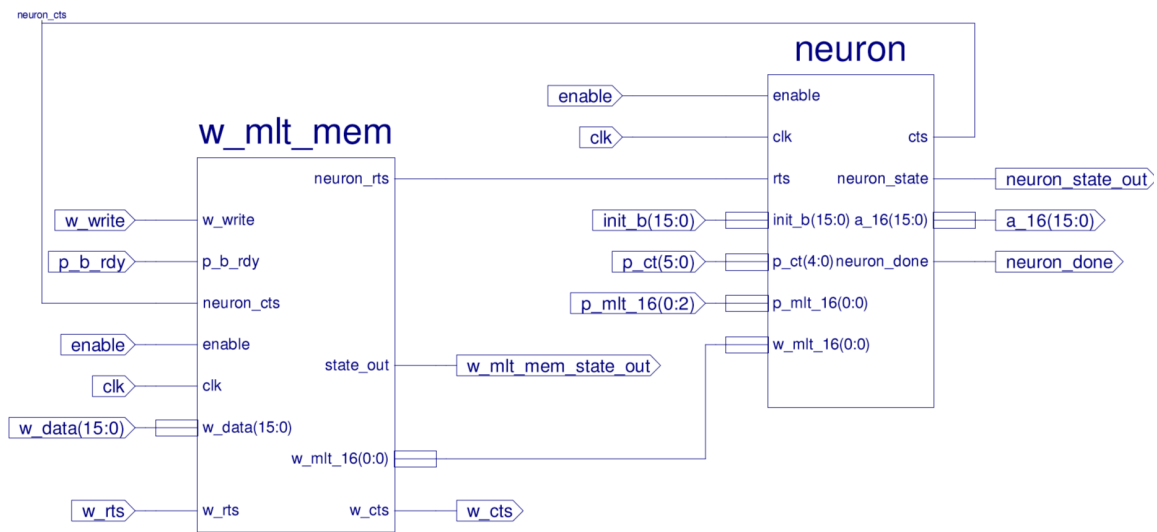 neuron_cts
neuron
enable
enable
clk
clk
cts
w_mlt_mem
neuron_rts
rts
neuron_state
neuron_state_out
w_write
w_write
init_b(15:0)
init_b(15:0)
a_16(15:0)
a_16(15:0)
p_b_rdy
p_b_rdy
p_ct(5:0)
p_ct(4:0)
neuron_done
neuron_done
neuron_cts
p_mlt_16(0:2)
p_mlt_16(0:0)
enable
enable
w_mlt_16(0:0)
state_out
w_mlt_mem_state_out
clk
clk
w_data(15:0)
w_data(15:0)
w_mlt_16(0:0)
w_rts
w_rts
w_cts
w_cts